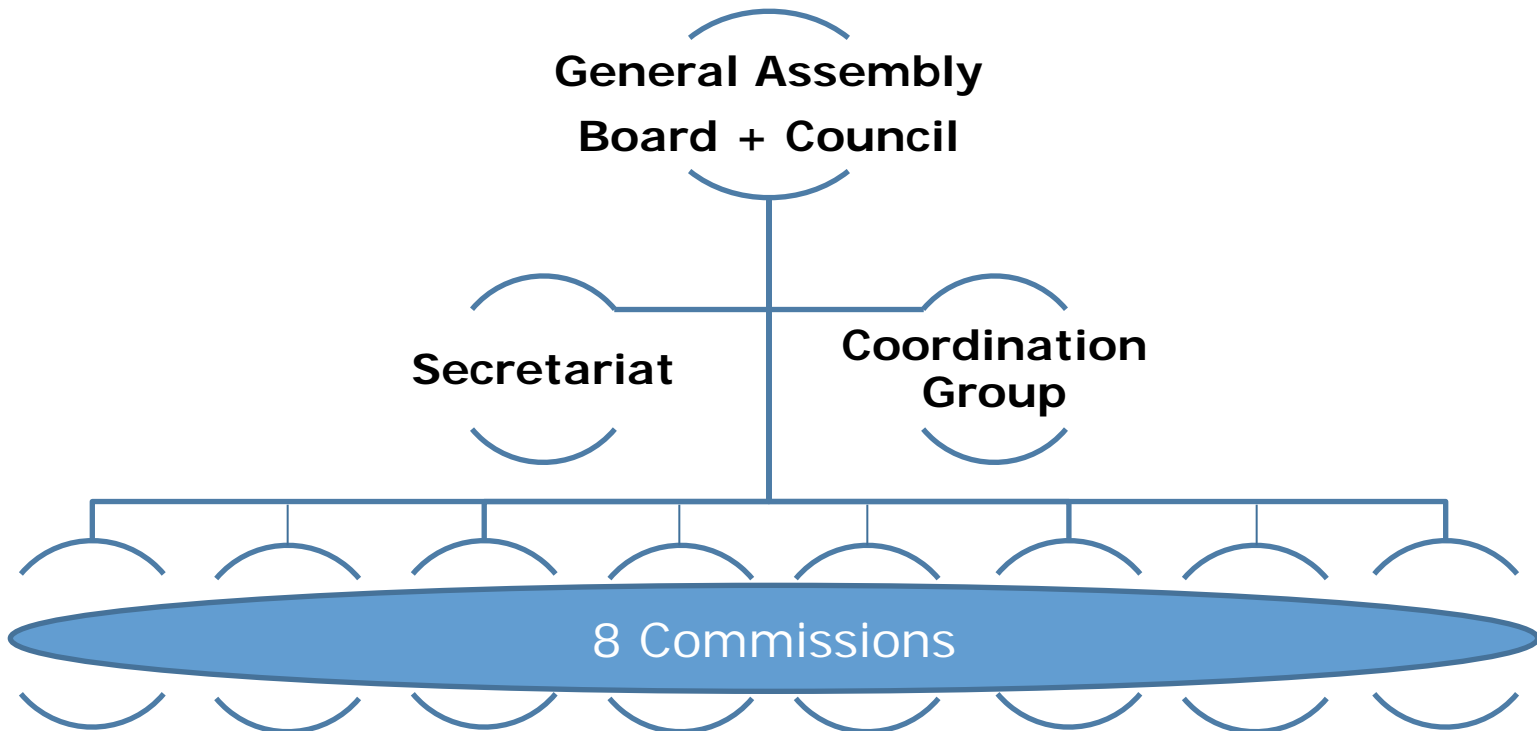 General Assembly
Board + Council
Secretariat
Coordination
Group
8 Commissions